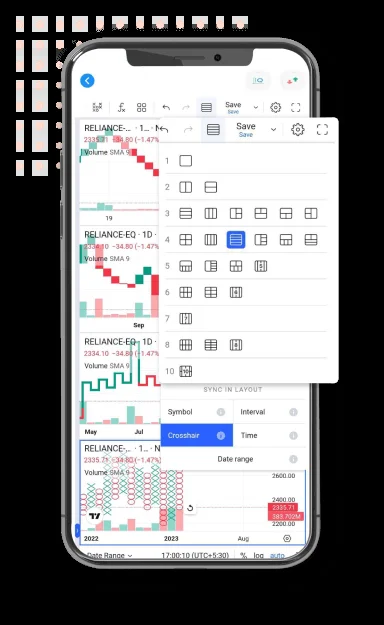 Save
Save
RELIANCE-... · 1... · N
2335.71 −34.80 (−1.47%)
Volume SMA 9
19
RELIANCE-EQ · 1D ·
2334.10 −34.80 (−1.47%)
Volume SMA 9
Sep
RELIANCE-EQ · 1D ·
2334.10 −34.80 (−1.47%)
Volume SMA 9
May Jul
RELIANCE-... · 1... · N
2335.71 −34.80 (−1.47%)
Volume SMA 9
2022 2023 Aug
2600.00
2400.00
2335.71
383.702M
2200.00
Date Range
17:00:10 (UTC+5:30) % log auto
Save
Save
1
2
3
4
5
6
7
8
10
SYNC IN LAYOUT
Symbol Interval
Crosshair Time
Date range